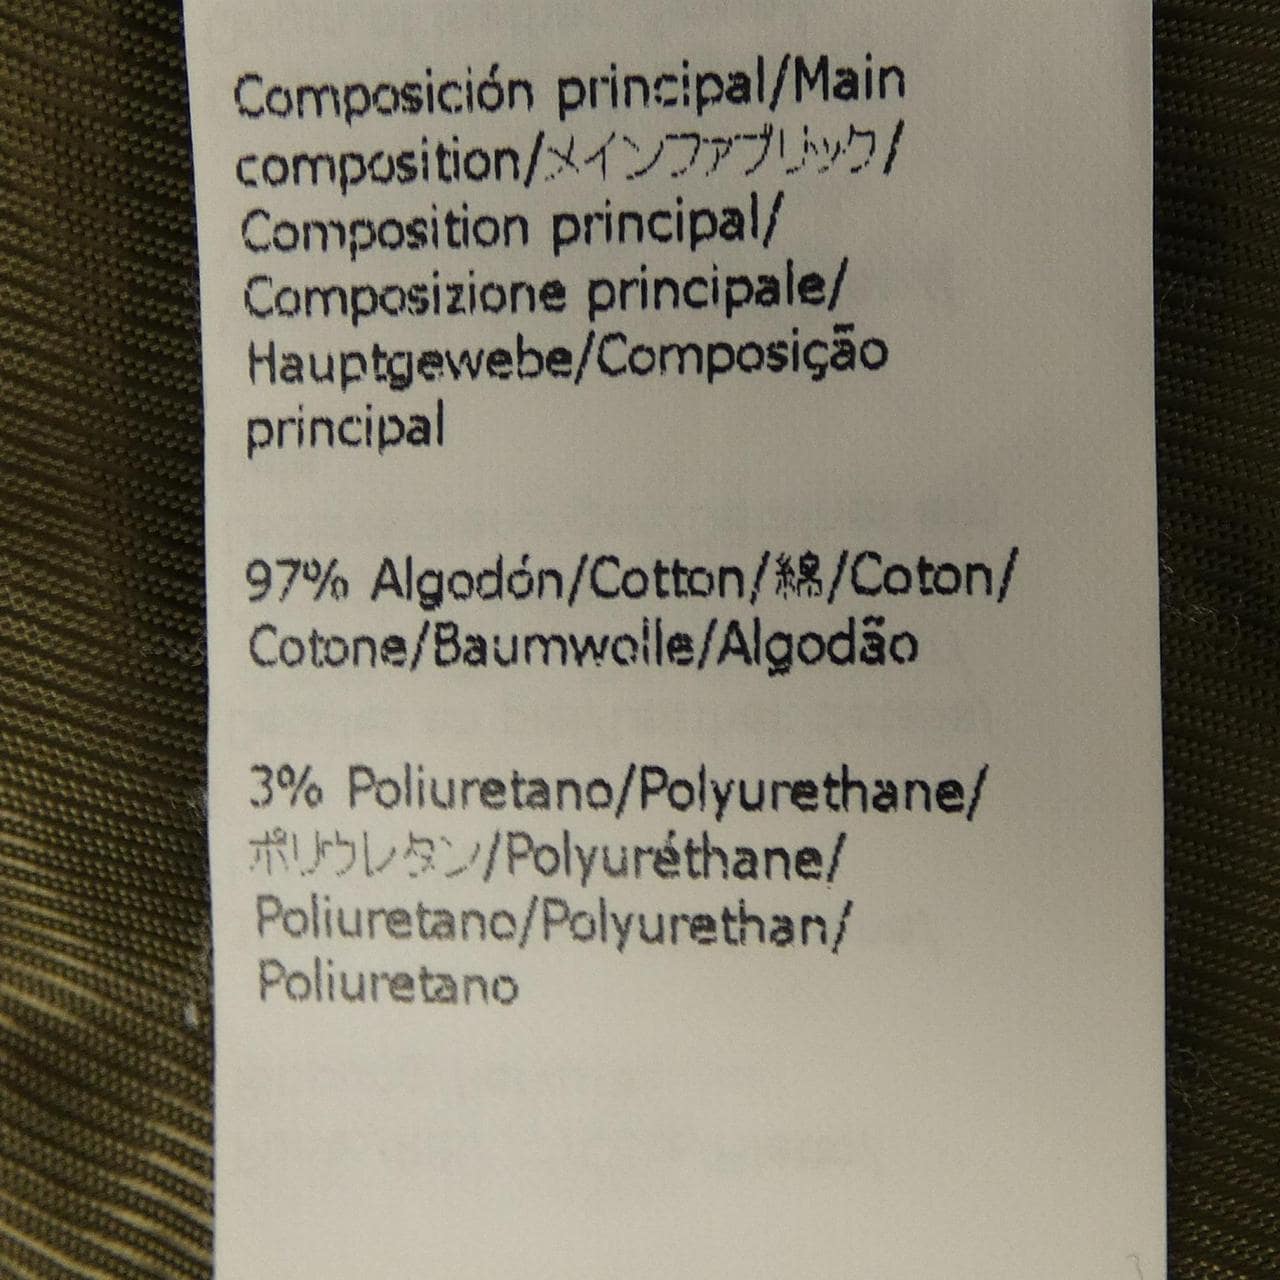 Composición principal/Main
composition/メインファブリック/
Composition principal/
Composizione principale/
Hauptgewebe/Composição
principal
97% Algodón/Cotton/綿/Coton/
Cotone/Baumwolle/Algodão
3% Poliuretano/Polyurethane/
ポリウレタン/Polyuréthane/
Poliuretano/Polyurethan/
Poliuretano